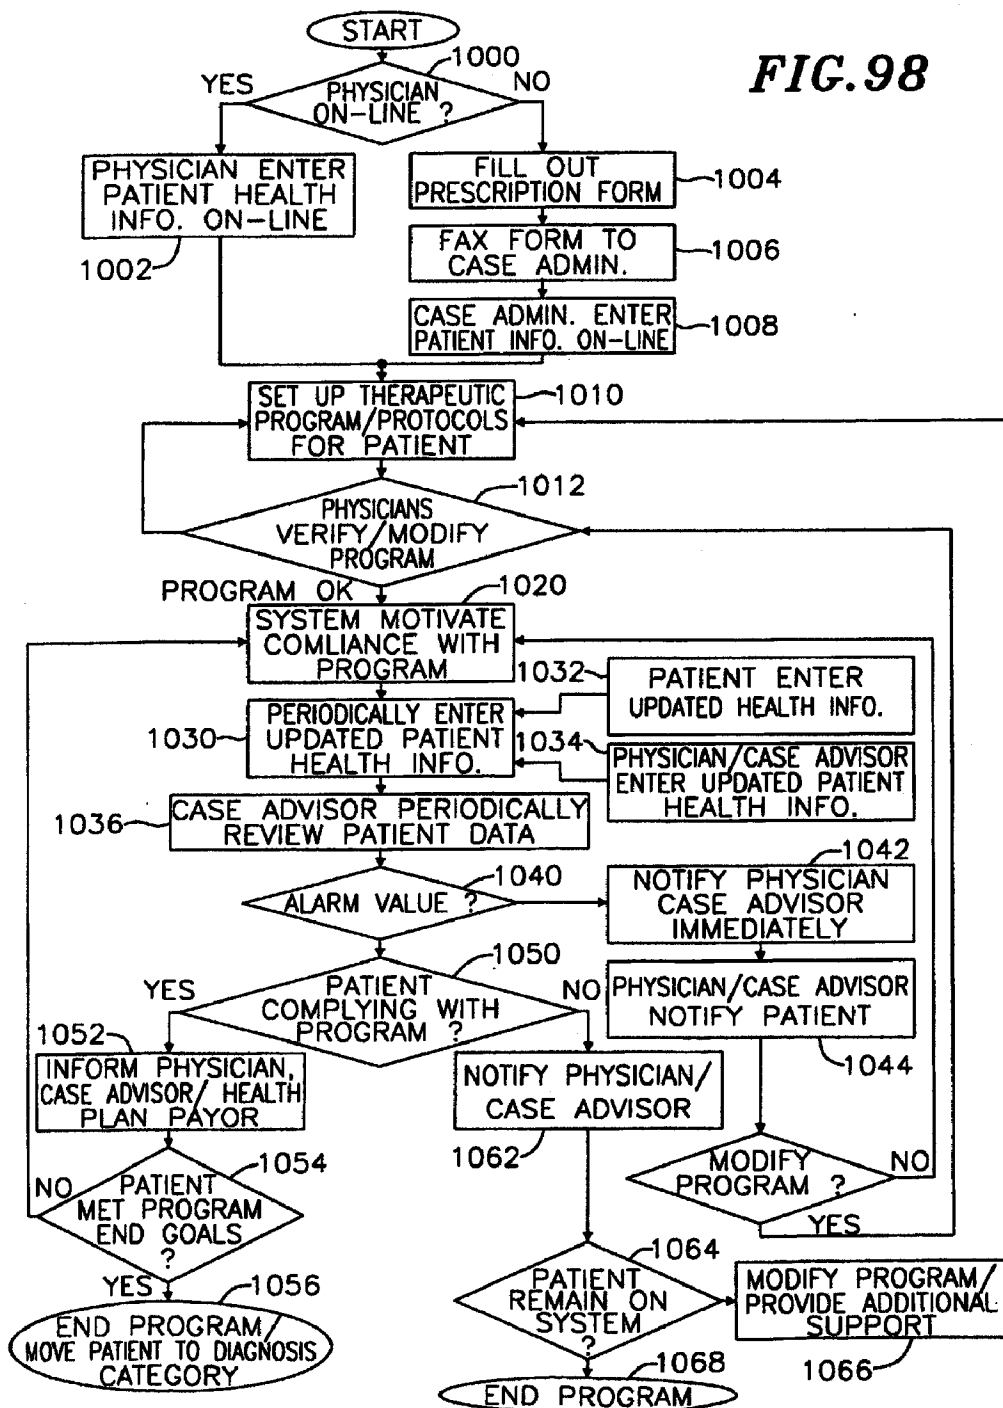 START
FIG.98
1000
YES
PHYSICIAN
ON-LINE ?
NO
PHYSICIAN ENTER
PATIENT HEALTH
INFO. ON-LINE
1002
FILL OUT
PRESCRIPTION FORM
1004
FAX FORM TO
CASE ADMIN.
1006
CASE ADMIN. ENTER
PATIENT INFO. ON-LINE
1008
SET UP THERAPEUTIC
PROGRAM/PROTOCOLS
FOR PATIENT
1010
1012
PHYSICIANS
VERIFY/MODIFY
PROGRAM
PROGRAM OK
1020
SYSTEM MOTIVATE
COMLIANCE WITH
PROGRAM
1032
PATIENT ENTER
UPDATED HEALTH INFO.
1030
PERIODICALLY ENTER
UPDATED PATIENT
HEALTH INFO.
1034
PHYSICIAN/CASE ADVISOR
ENTER UPDATED PATIENT
HEALTH INFO.
1036
CASE ADVISOR PERIODICALLY
REVIEW PATIENT DATA
1040
ALARM VALUE ?
1042
NOTIFY PHYSICIAN
CASE ADVISOR
IMMEDIATELY
1050
YES
PATIENT
COMPLYING WITH
PROGRAM ?
NO
PHYSICIAN/CASE ADVISOR
NOTIFY PATIENT
1044
1052
INFORM PHYSICIAN,
CASE ADVISOR/ HEALTH
PLAN PAYOR
NOTIFY PHYSICIAN/
CASE ADVISOR
1062
MODIFY
PROGRAM ?
NO
YES
1054
NO
PATIENT
MET PROGRAM
END GOALS
?
YES
1056
END PROGRAM/
MOVE PATIENT TO DIAGNOSIS
CATEGORY
1064
PATIENT
REMAIN ON
SYSTEM
?
MODIFY PROGRAM/
PROVIDE ADDITIONAL
SUPPORT
1066
1068
END PROGRAM